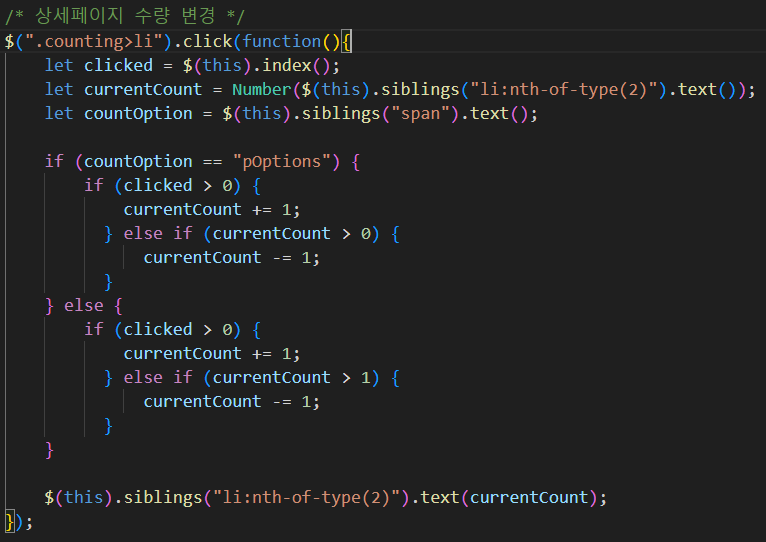 /* 상세페이지 수량 변경 */
$(".counting>li").click(function(){
    let clicked = $(this).index();
    let currentCount = Number($(this).siblings("li:nth-of-type(2)").text());
    let countOption = $(this).siblings("span").text();

    if (countOption == "pOptions") {
        if (clicked > 0) {
            currentCount += 1;
          } else if (currentCount > 0) {
              currentCount -= 1;
          }
    } else {
        if (clicked > 0) {
            currentCount += 1;
          } else if (currentCount > 1) {
              currentCount -= 1;
          }
    }

    $(this).siblings("li:nth-of-type(2)").text(currentCount);
});